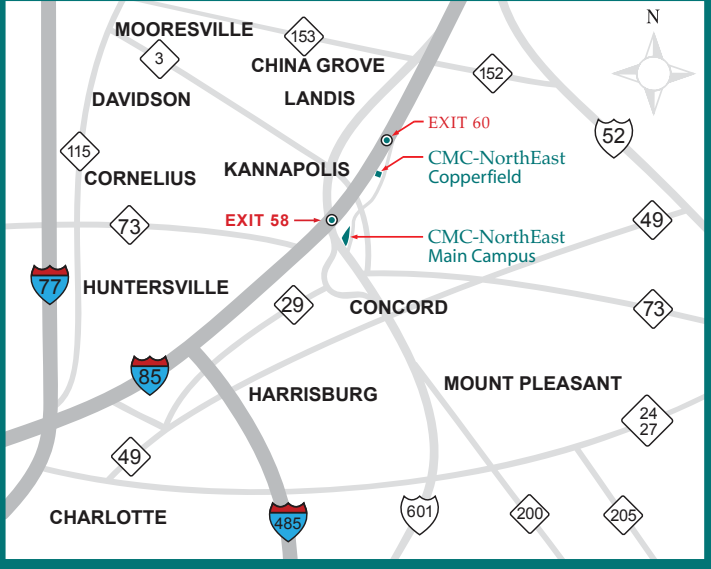 N
MOORESVILLE
153
3
CHINA GROVE
152
DAVIDSON
LANDIS
EXIT 60
52
115
CMC-NorthEast
Copperfield
KANNAPOLIS
CORNELIUS
EXIT 58
49
73
CMC-NorthEast
Main Campus
77
HUNTERSVILLE
29
CONCORD
73
85
HARRISBURG
MOUNT PLEASANT
24
27
49
CHARLOTTE
485
601
200
205